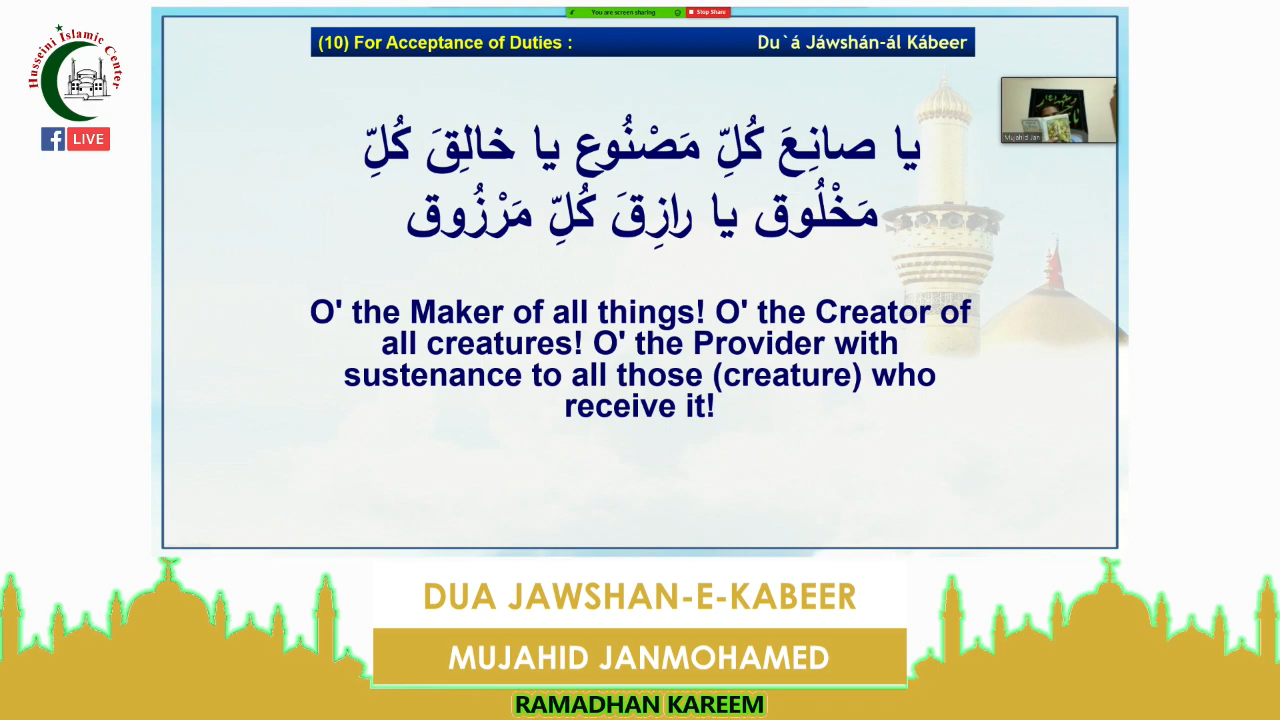 You are screen sharing
Stop Share
Husseini Islamic Center
LIVE
(10) For Acceptance of Duties :
Du`á Jáwshán-ál Kábeer
Mujahid Jan
يا صانِعَ كُلِّ مَصْنُوعٍ يا خالِقَ كُلِّ
مَخْلُوق يا رازِقَ كُلِّ مَرْزُوق
O' the Maker of all things! O' the Creator of
all creatures! O' the Provider with
sustenance to all those (creature) who
receive it!
DUA JAWSHAN-E-KABEER
MUJAHID JANMOHAMED
RAMADHAN KAREEM